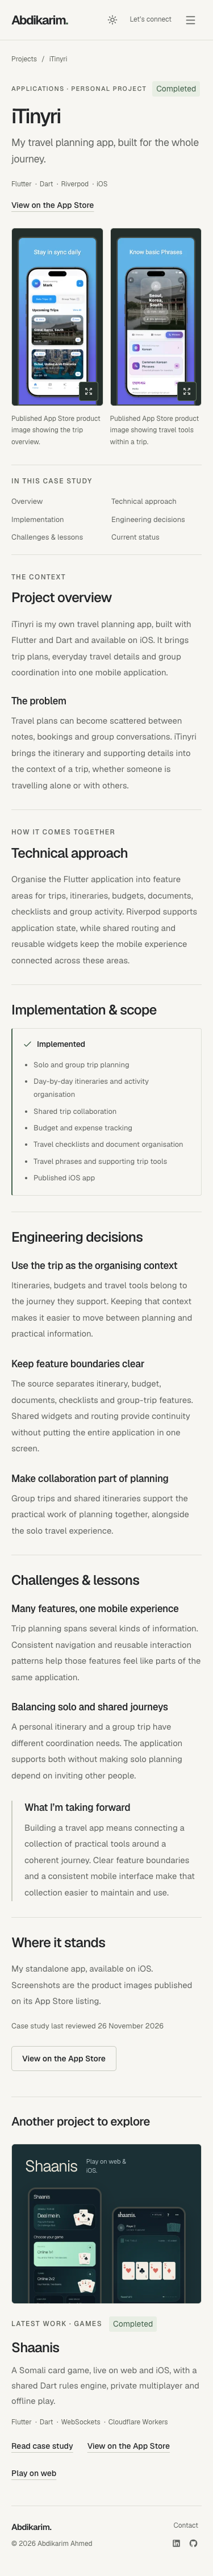 Abdikarim.
Let's connect
Projects / iTinyri
APPLICATIONS · PERSONAL PROJECT
Completed
iTinyri
My travel planning app, built for the whole
journey.
Flutter · Dart · Riverpod · iOS
View on the App Store
Stay in sync daily
Know basic Phrases
Upcoming Trips
Published App Store product
image showing the trip
overview.
Published App Store product
image showing travel tools
within a trip.
IN THIS CASE STUDY
Overview
Technical approach
Implementation
Engineering decisions
Challenges & lessons
Current status
THE CONTEXT
Project overview
iTinyri is my own travel planning app, built with
Flutter and Dart and available on iOS. It brings
trip plans, everyday travel details and group
coordination into one mobile application.
The problem
Travel plans can become scattered between
notes, bookings and group conversations. iTinyri
brings the itinerary and supporting details into
the context of a trip, whether someone is
travelling alone or with others.
HOW IT COMES TOGETHER
Technical approach
Organise the Flutter application into feature
areas for trips, itineraries, budgets, documents,
checklists and group activity. Riverpod supports
application state, while shared routing and
reusable widgets keep the mobile experience
connected across these areas.
Implementation & scope
Implemented
• Solo and group trip planning
• Day-by-day itineraries and activity
organisation
• Shared trip collaboration
• Budget and expense tracking
• Travel checklists and document organisation
• Travel phrases and supporting trip tools
• Published iOS app
Engineering decisions
Use the trip as the organising context
Itineraries, budgets and travel tools belong to
the journey they support. Keeping that context
makes it easier to move between planning and
practical information.
Keep feature boundaries clear
The source separates itinerary, budget,
documents, checklists and group-trip features.
Shared widgets and routing provide continuity
without putting the entire application in one
screen.
Make collaboration part of planning
Group trips and shared itineraries support the
practical work of planning together, alongside
the solo travel experience.
Challenges & lessons
Many features, one mobile experience
Trip planning spans several kinds of information.
Consistent navigation and reusable interaction
patterns help those features feel like parts of the
same application.
Balancing solo and shared journeys
A personal itinerary and a group trip have
different coordination needs. The application
supports both without making solo planning
depend on inviting other people.
What I'm taking forward
Building a travel app means connecting a
collection of practical tools around a
coherent journey. Clear feature boundaries
and a consistent mobile interface make that
collection easier to maintain and use.
Where it stands
My standalone app, available on iOS.
Screenshots are the product images published
on its App Store listing.
Case study last reviewed 26 November 2026
View on the App Store
Another project to explore
Shaanis
Play on web &
iOS.
Shaanis
Deal me in
shaanis.
LATEST WORK · GAMES
Completed
Shaanis
A Somali card game, live on web and iOS, with a
shared Dart rules engine, private multiplayer and
offline play.
Flutter · Dart · WebSockets · Cloudflare Workers
Read case study
View on the App Store
Play on web
Abdikarim.
Contact
© 2026 Abdikarim Ahmed